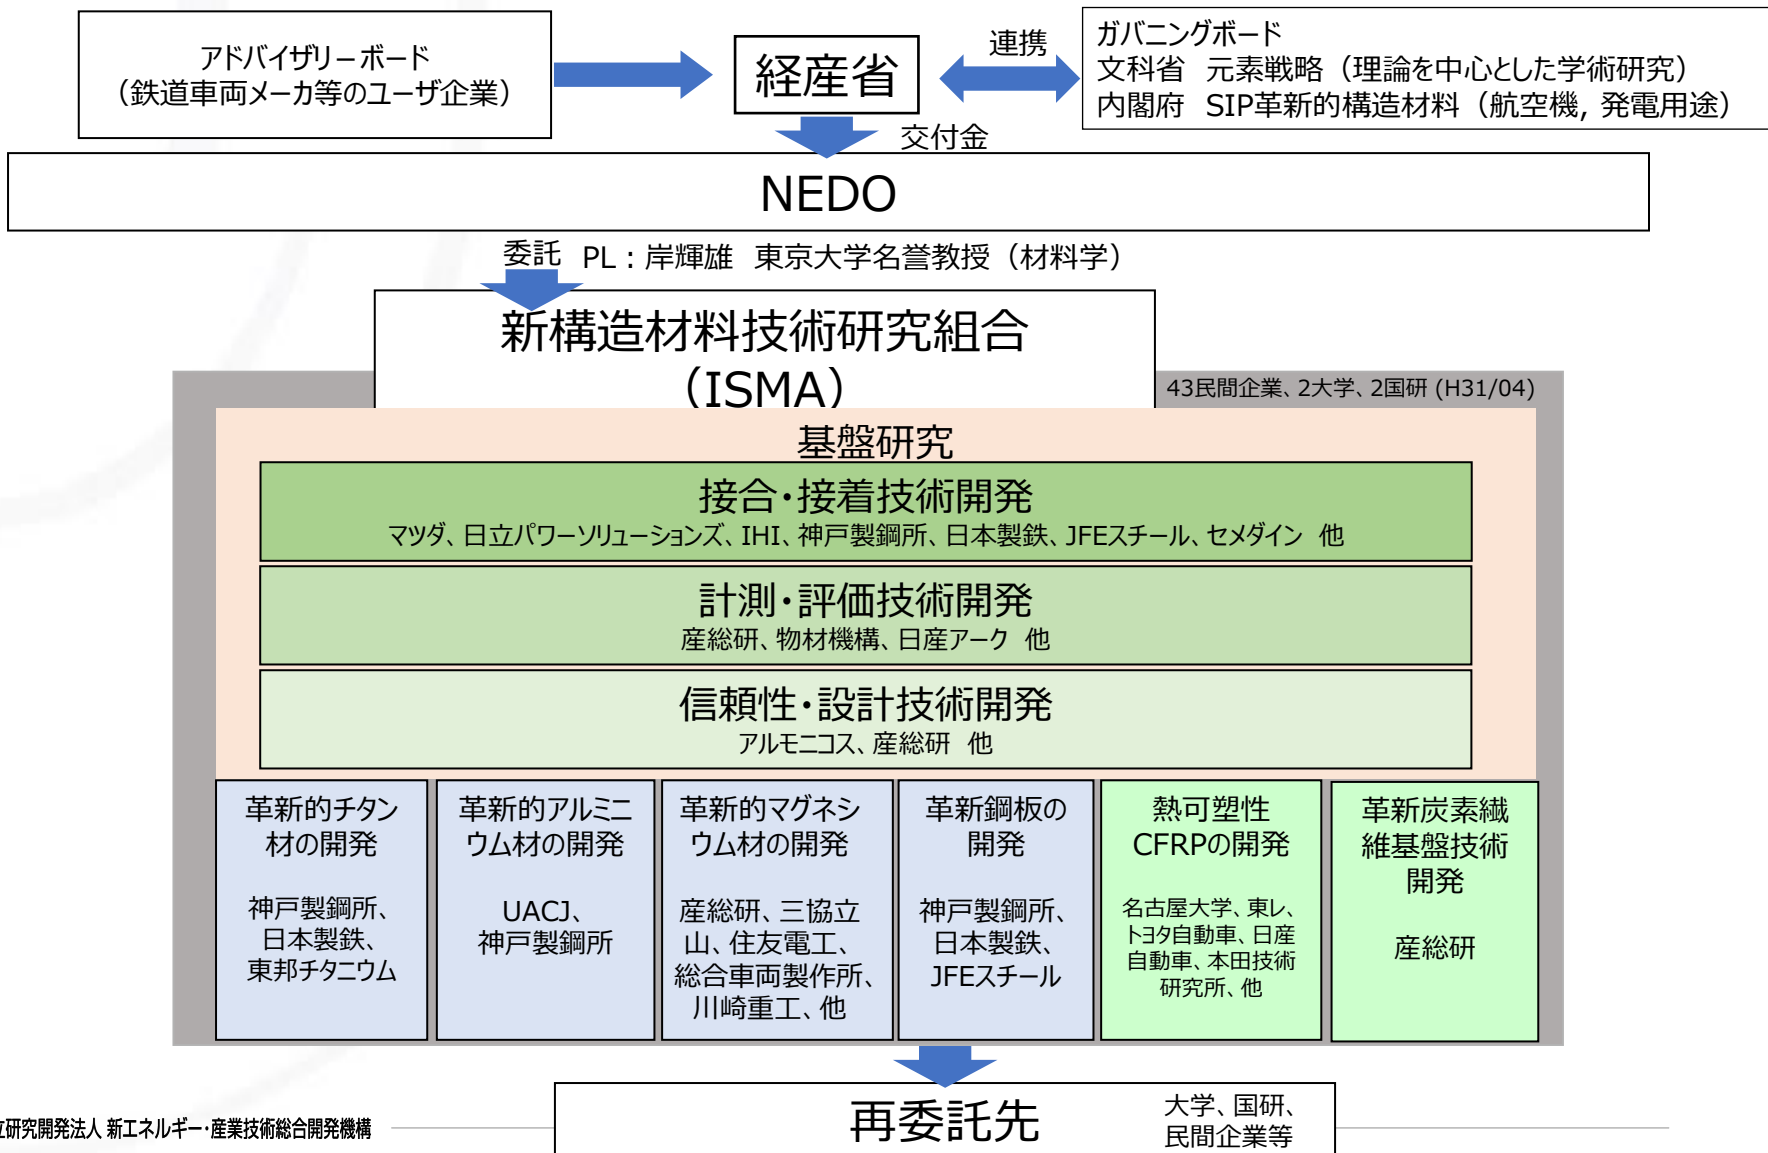 アドバイザリーボード
（鉄道車両メーカ等のユーザ企業）
経産省
連携
ガバニングボード
文科省 元素戦略（理論を中心とした学術研究）
内閣府 SIP革新的構造材料（航空機, 発電用途）
交付金
NEDO
委託 PL：岸輝雄 東京大学名誉教授（材料学）
新構造材料技術研究組合
（ISMA）
43民間企業、2大学、2国研 (H31/04)
基盤研究
接合・接着技術開発
マツダ、日立パワーソリューションズ、IHI、神戸製鋼所、日本製鉄、JFEスチール、セメダイン 他
計測・評価技術開発
産総研、物材機構、日産アーク 他
信頼性・設計技術開発
アルモニコス、産総研 他
革新的チタン
材の開発
神戸製鋼所、
日本製鉄、
東邦チタニウム
革新的アルミニ
ウム材の開発
UACJ、
神戸製鋼所
革新的マグネシ
ウム材の開発
産総研、三協立
山、住友電工、
総合車両製作所、
川崎重工、他
革新鋼板の
開発
神戸製鋼所、
日本製鉄、
JFEスチール
熱可塑性
CFRPの開発
名古屋大学、東レ、
トヨタ自動車、日産
自動車、本田技術
研究所、他
革新炭素繊
維基盤技術
開発
産総研
再委託先
大学、国研、
民間企業等
立研究開発法人 新エネルギー・産業技術総合開発機構